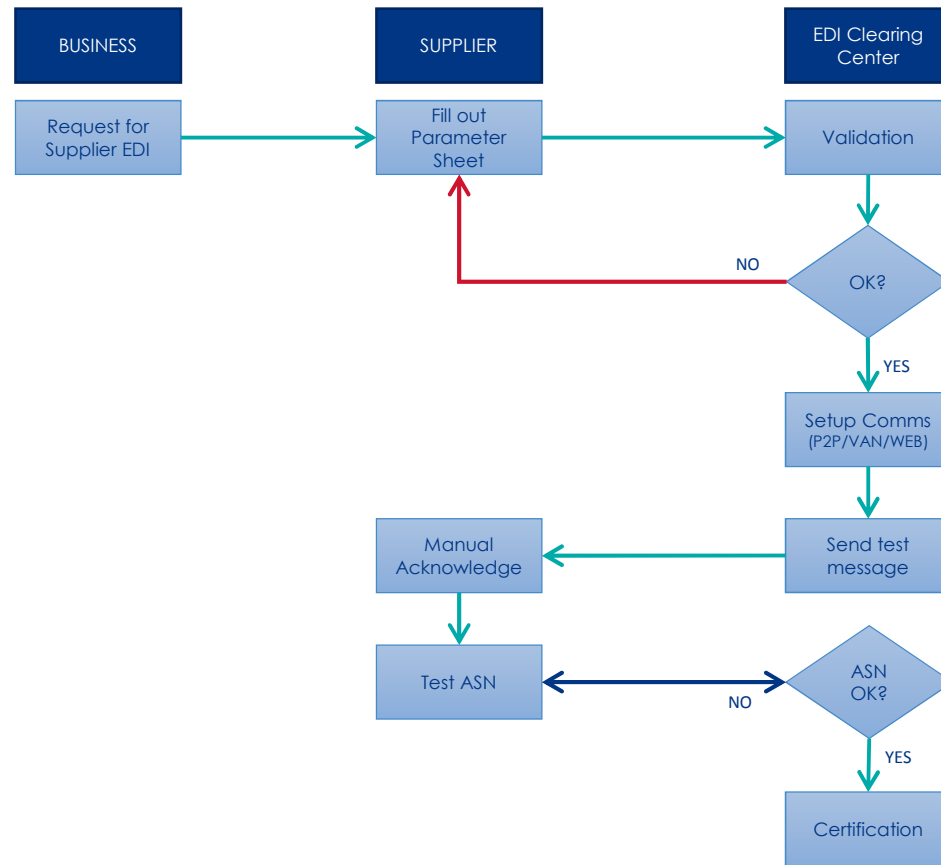 BUSINESS
SUPPLIER
EDI Clearing
Center
Request for
Supplier EDI
Fill out
Parameter
Sheet
Validation
NO
OK?
YES
Setup Comms
(P2P/VAN/WEB)
Manual
Acknowledge
Send test
message
Test ASN
NO
ASN
OK?
YES
Certification